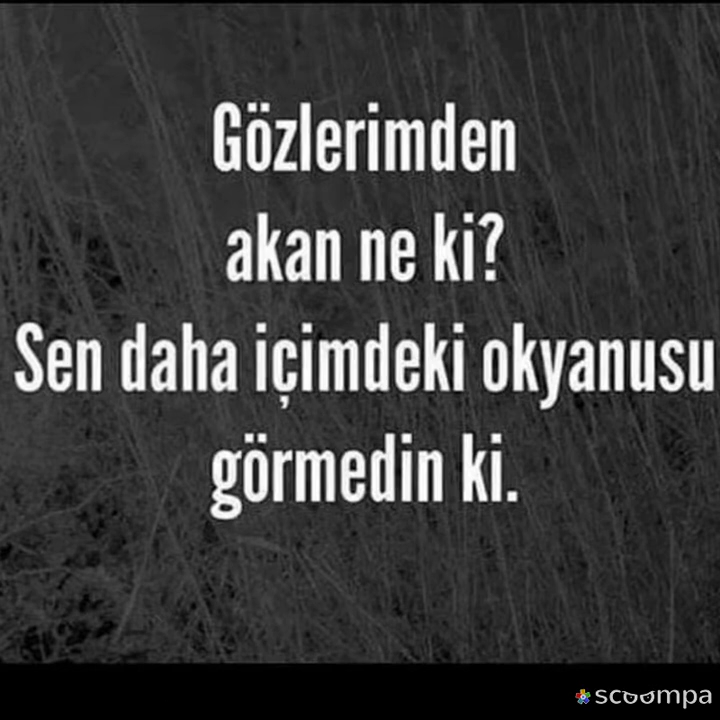 Gözlerimden
akan ne ki?
Sen daha içimdeki okyanusu
görmedin ki.
scoompa